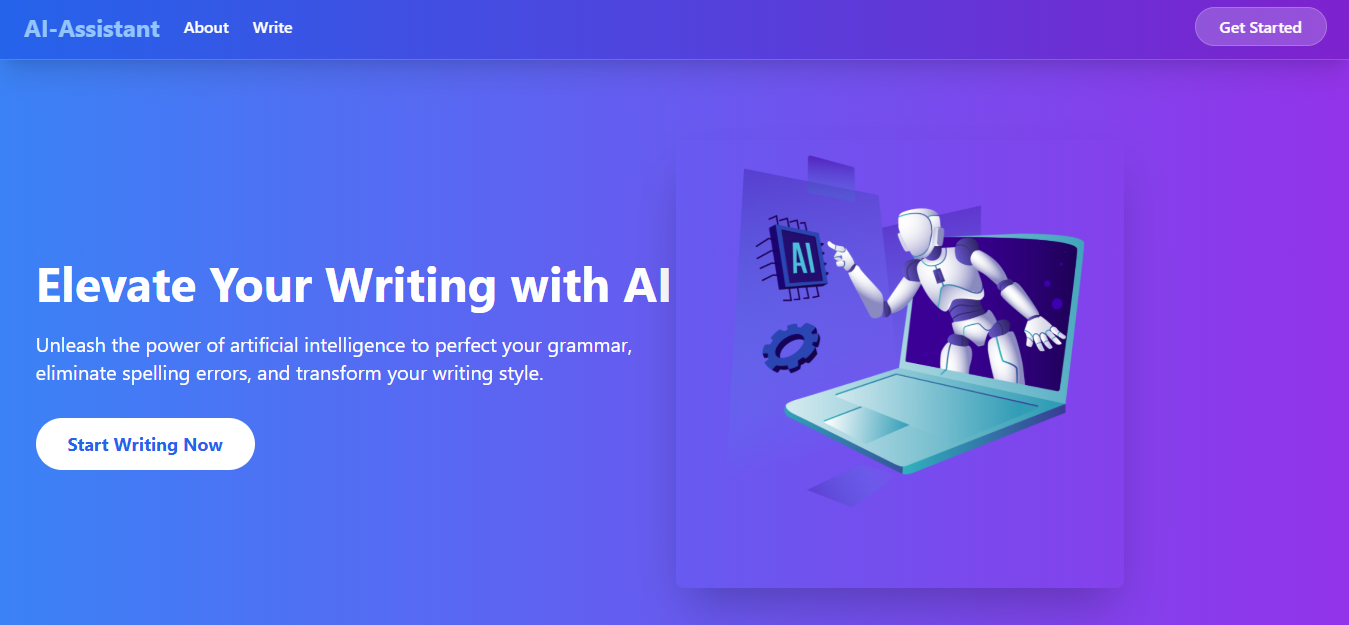 AI-Assistant About Write Get Started
AI
Elevate Your Writing with AI
Unleash the power of artificial intelligence to perfect your grammar,
eliminate spelling errors, and transform your writing style.
Start Writing Now